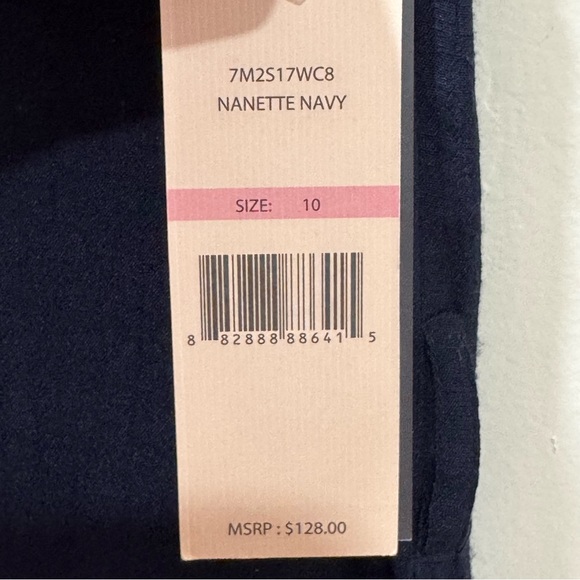 7M2S17WC8
NANETTE NAVY
SIZE: 10
8 82888 88641 5
MSRP : $128.00